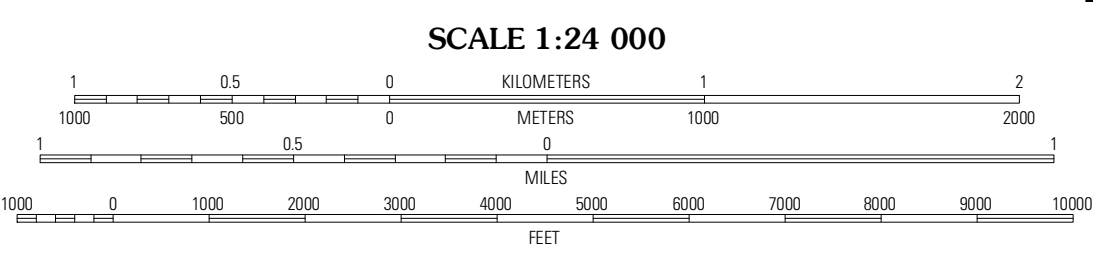 SCALE 1:24 000
1 0.5 0 KILOMETERS 1 2
1000 500 0 METERS 1000 2000
1 0.5 0 1
MILES
1000 0 1000 2000 3000 4000 5000 6000 7000 8000 9000 10000
FEET